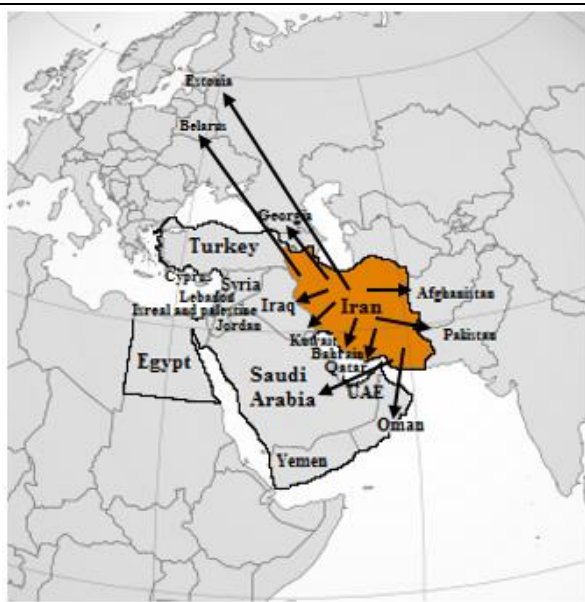 Estonia
Belarus
Georgia
Turkey
Cyprus
Syria
Lebanon
Isreal and palestine
Jordan
Iraq
Iran
Afghanistan
Pakistan
Kuwait
Bahrain
Qatar
UAE
Egypt
Saudi
Arabia
Oman
Yemen